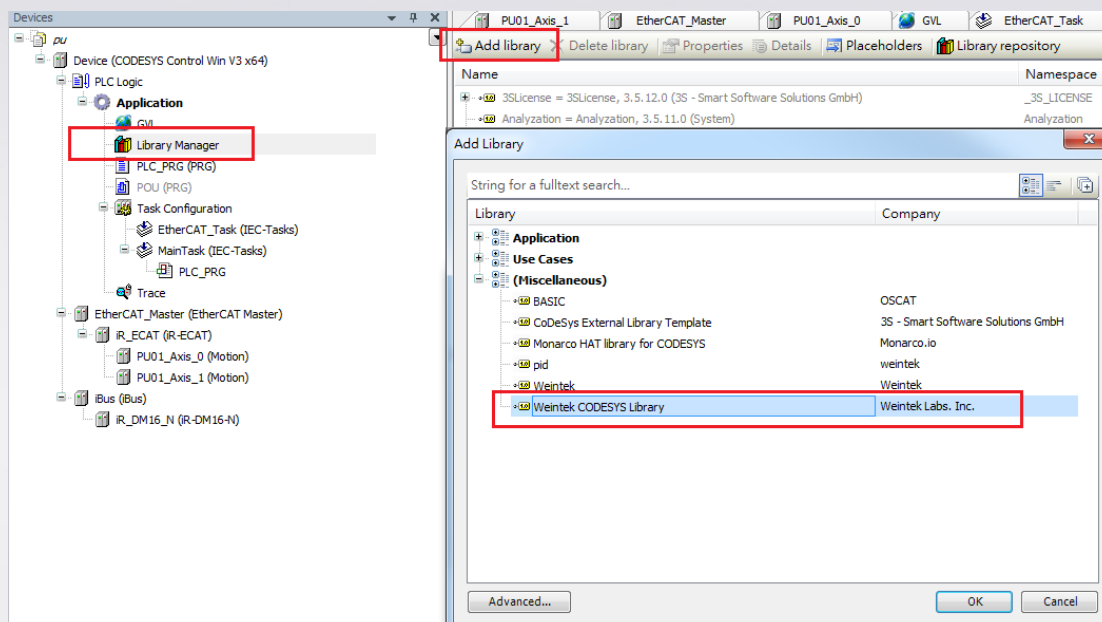 Devices
pu
Device (CODESYS Control Win V3 x64)
PLC Logic
Application
GVL
Library Manager
PLC_PRG (PRG)
POU (PRG)
Task Configuration
EtherCAT_Task (IEC-Tasks)
MainTask (IEC-Tasks)
PLC_PRG
Trace
EtherCAT_Master (EtherCAT Master)
iR_ECAT (iR-ECAT)
PU01_Axis_0 (Motion)
PU01_Axis_1 (Motion)
iBus (iBus)
iR_DM16_N (iR-DM16-N)
PU01_Axis_1 EtherCAT_Master PU01_Axis_0 GVL EtherCAT_Task
Add library Delete library Properties Details Placeholders Library repository
Name Namespace
3SLicense = 3SLicense, 3.5.12.0 (3S - Smart Software Solutions GmbH) _3S_LICENSE
Analyzation = Analyzation, 3.5.11.0 (System) Analyzation
Add Library
String for a fulltext search...
Library Company
Application
Use Cases
(Miscellaneous)
BASIC OSCAT
CoDeSys External Library Template 3S - Smart Software Solutions GmbH
Monarco HAT library for CODESYS Monarco.io
pid weintek
Weintek Weintek
Weintek CODESYS Library Weintek Labs. Inc.
Advanced... OK Cancel